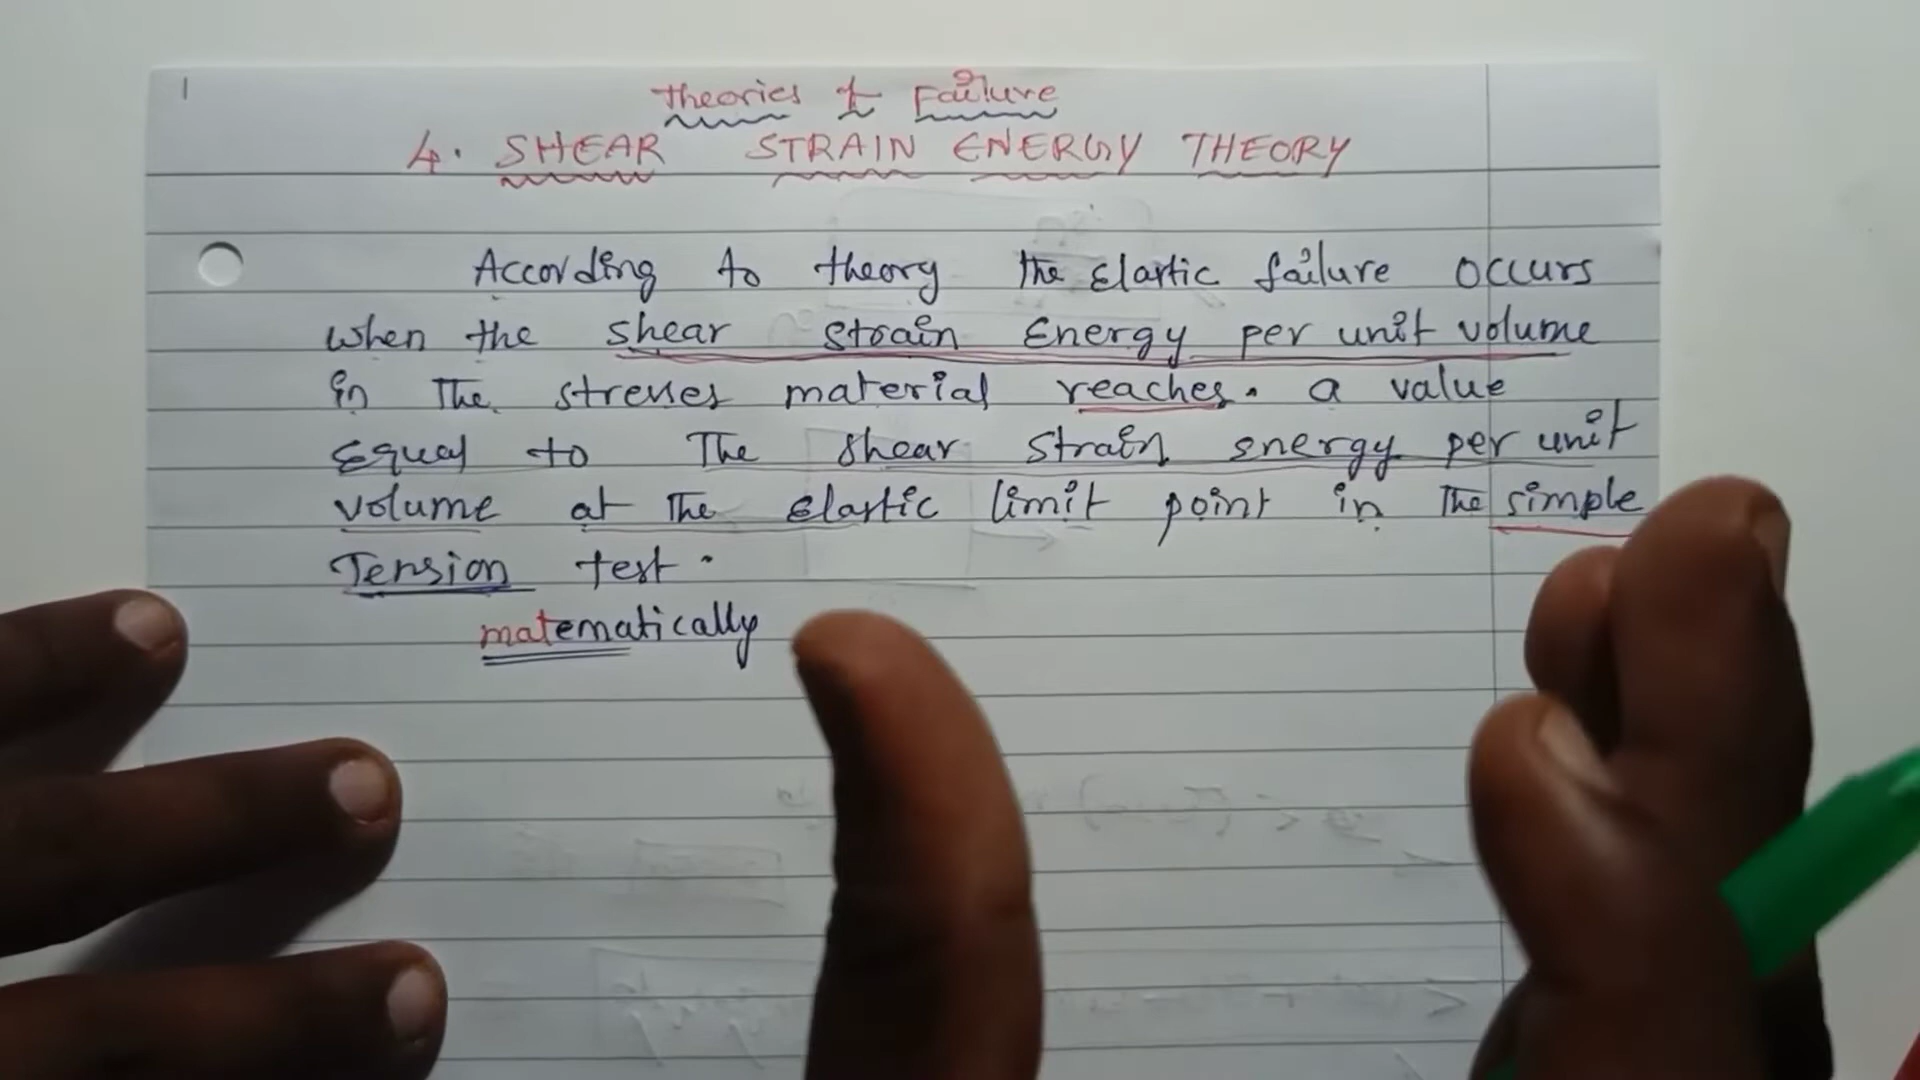 Theories of Failure
4. SHEAR STRAIN ENERGY THEORY
According to theory the elastic failure occurs
when the shear strain Energy per unit volume
in The stresses material reaches. a value
Equal to The shear strain energy per unit
volume at The elastic limit point in The simple
Tension test.
matematically